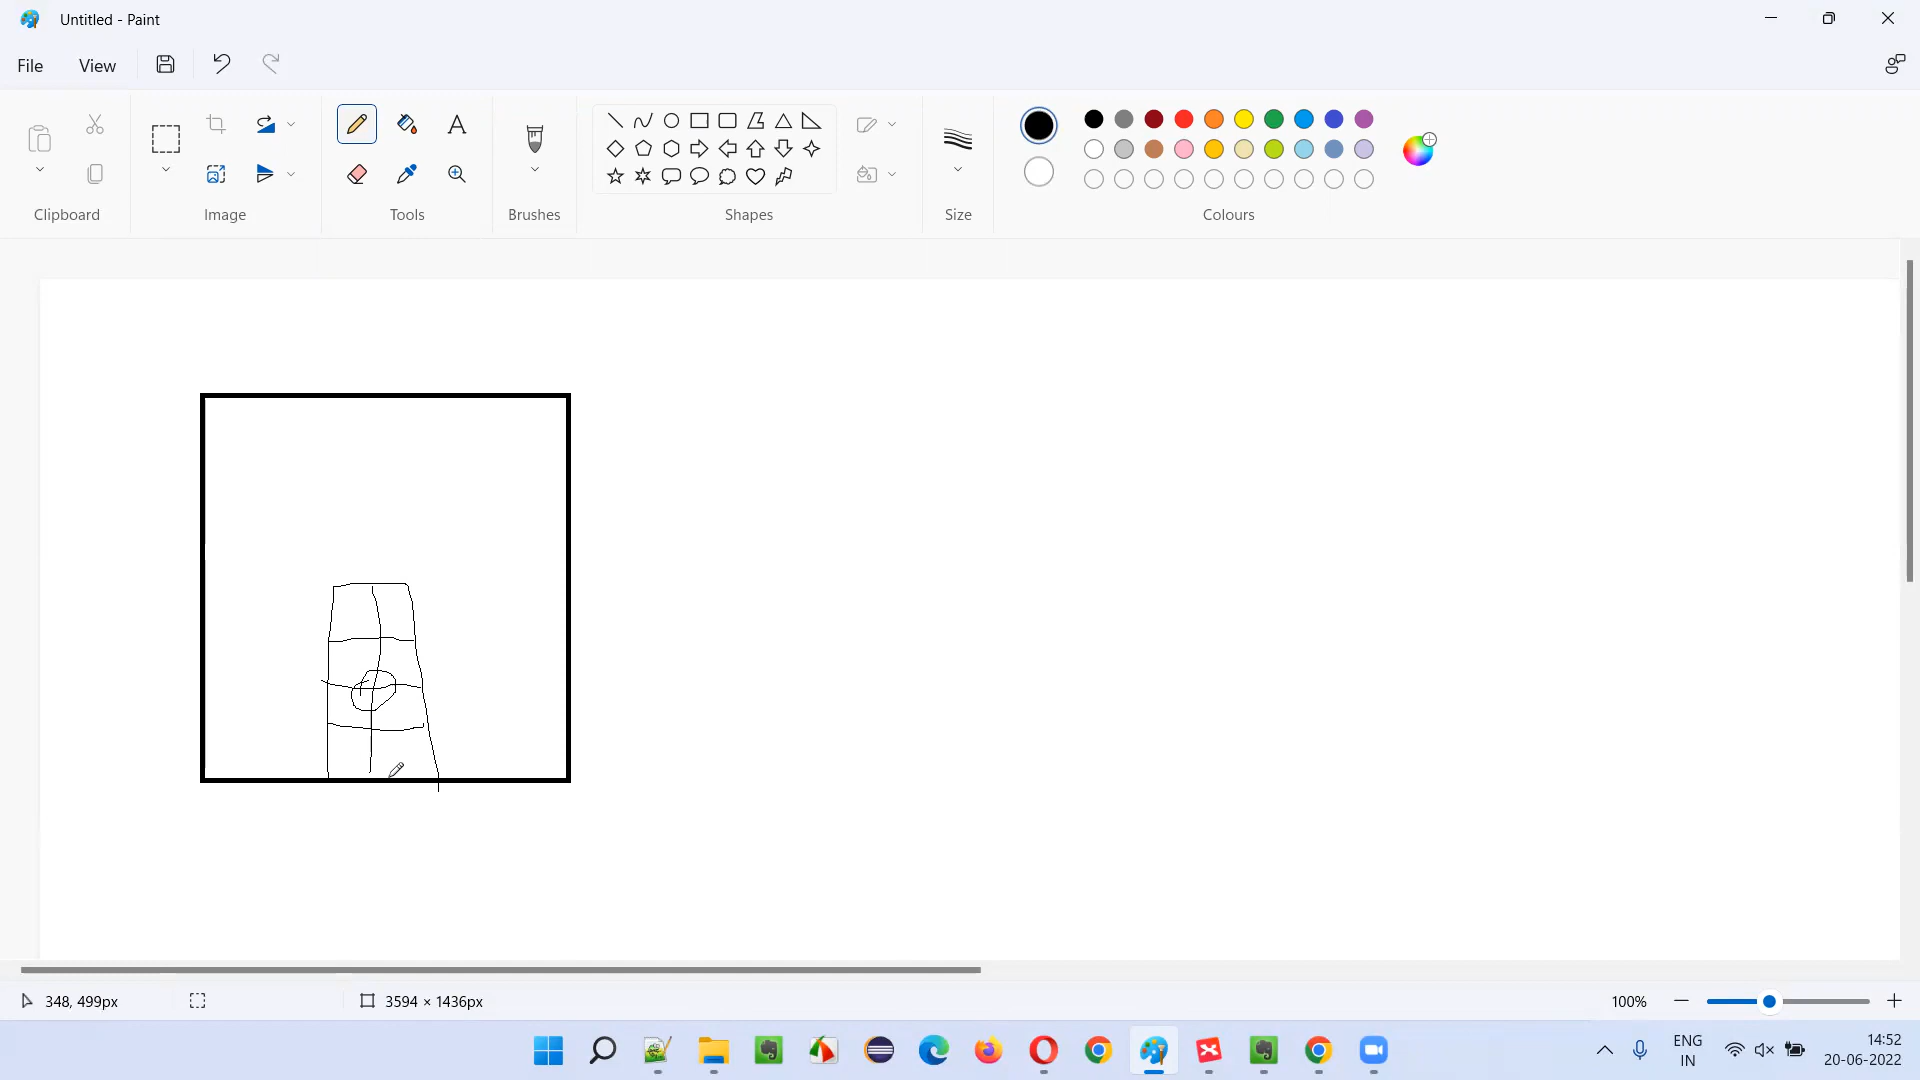 Untitled - Paint
File View
Clipboard Image Tools Brushes Shapes Size Colours
348, 499px 3594 × 1436px 100%
ENG 14:52
IN 20-06-2022